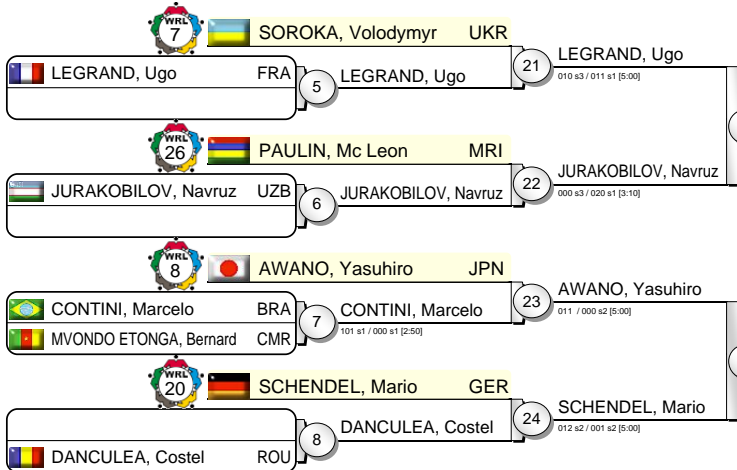 WRL 7 SOROKA, Volodymyr UKR
LEGRAND, Ugo FRA
5 LEGRAND, Ugo
21 LEGRAND, Ugo
010 s3 / 011 s1 [5:00]
WRL 26 PAULIN, Mc Leon MRI
JURAKOBILOV, Navruz UZB
6 JURAKOBILOV, Navruz
22 JURAKOBILOV, Navruz
000 s3 / 020 s1 [3:10]
WRL 8 AWANO, Yasuhiro JPN
CONTINI, Marcelo BRA
MVONDO ETONGA, Bernard CMR
7 CONTINI, Marcelo
101 s1 / 000 s1 [2:50]
23 AWANO, Yasuhiro
011 / 000 s2 [5:00]
WRL 20 SCHENDEL, Mario GER
8 DANCULEA, Costel
DANCULEA, Costel ROU
24 SCHENDEL, Mario
012 s2 / 001 s2 [5:00]